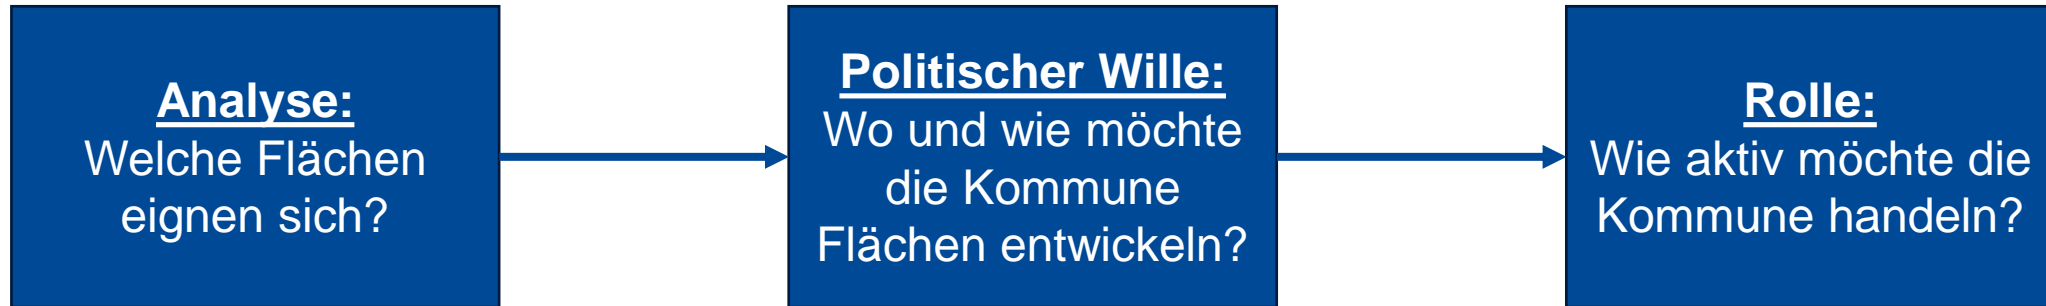 Analyse:
Welche Flächen
eignen sich?
Politischer Wille:
Wo und wie möchte
die Kommune
Flächen entwickeln?
Rolle:
Wie aktiv möchte die
Kommune handeln?